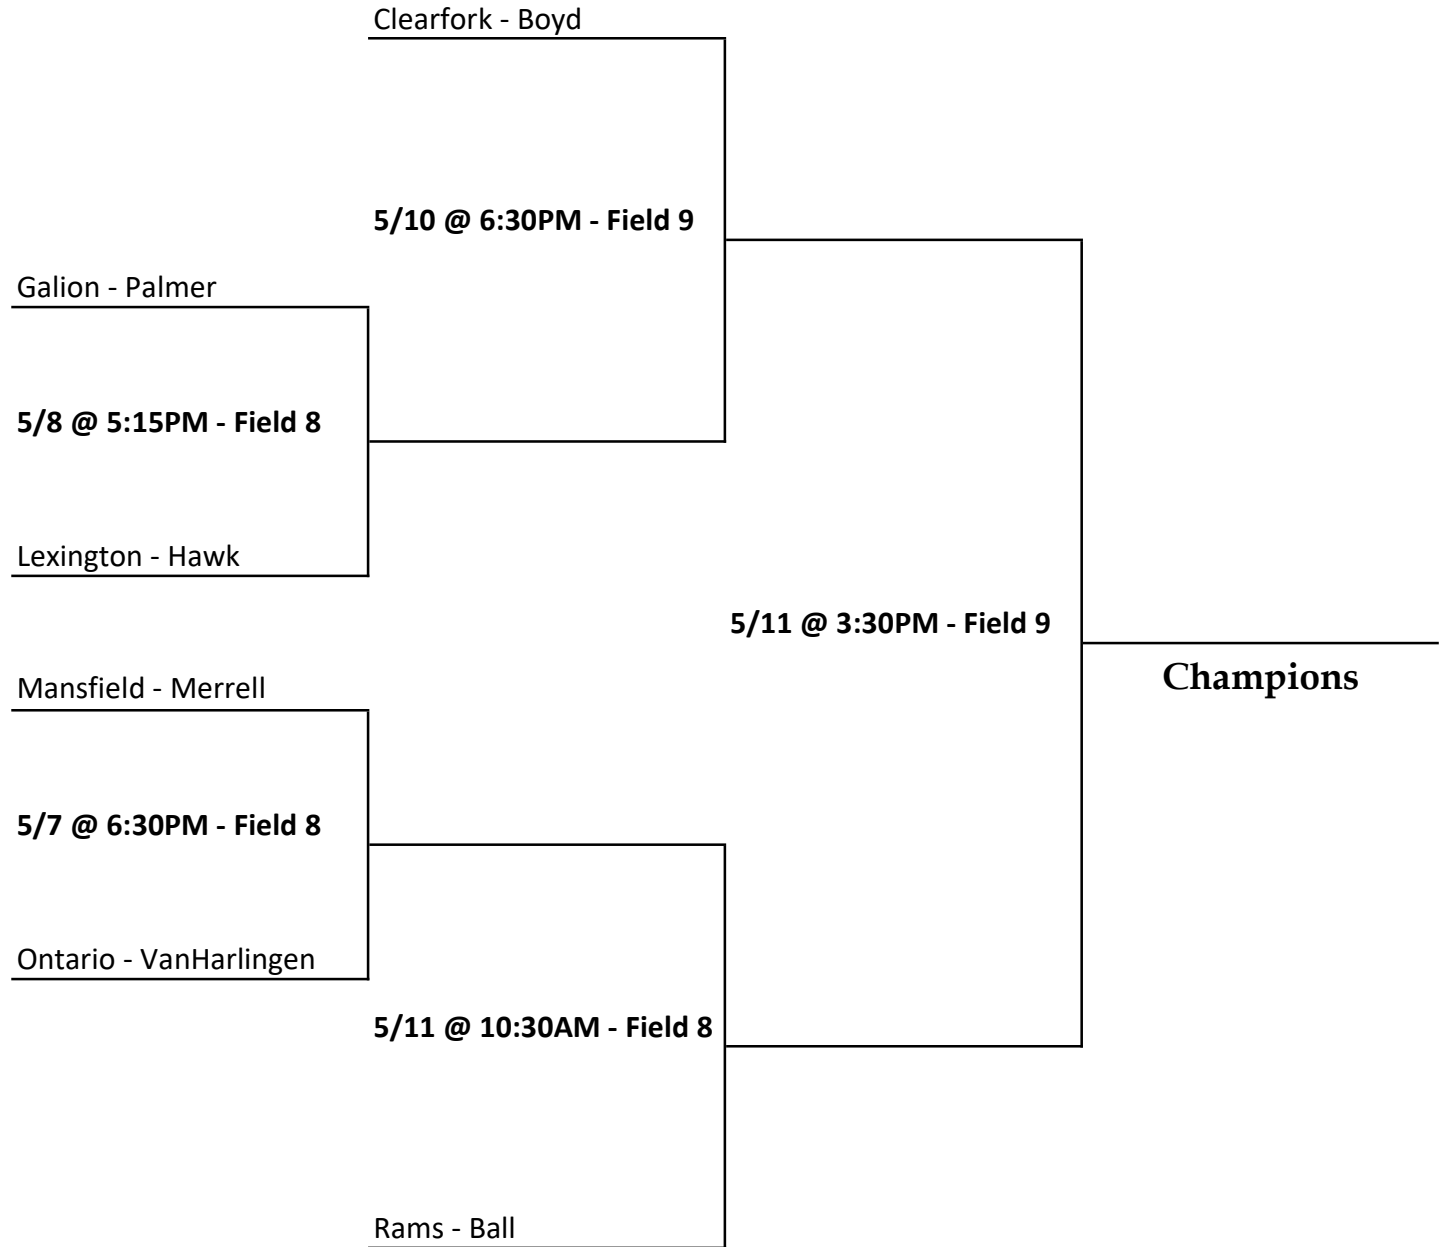 Clearfork - Boyd
5/10 @ 6:30PM - Field 9
Galion - Palmer
5/8 @ 5:15PM - Field 8
Lexington - Hawk
5/11 @ 3:30PM - Field 9
Champions
Mansfield - Merrell
5/7 @ 6:30PM - Field 8
Ontario - VanHarlingen
5/11 @ 10:30AM - Field 8
Rams - Ball